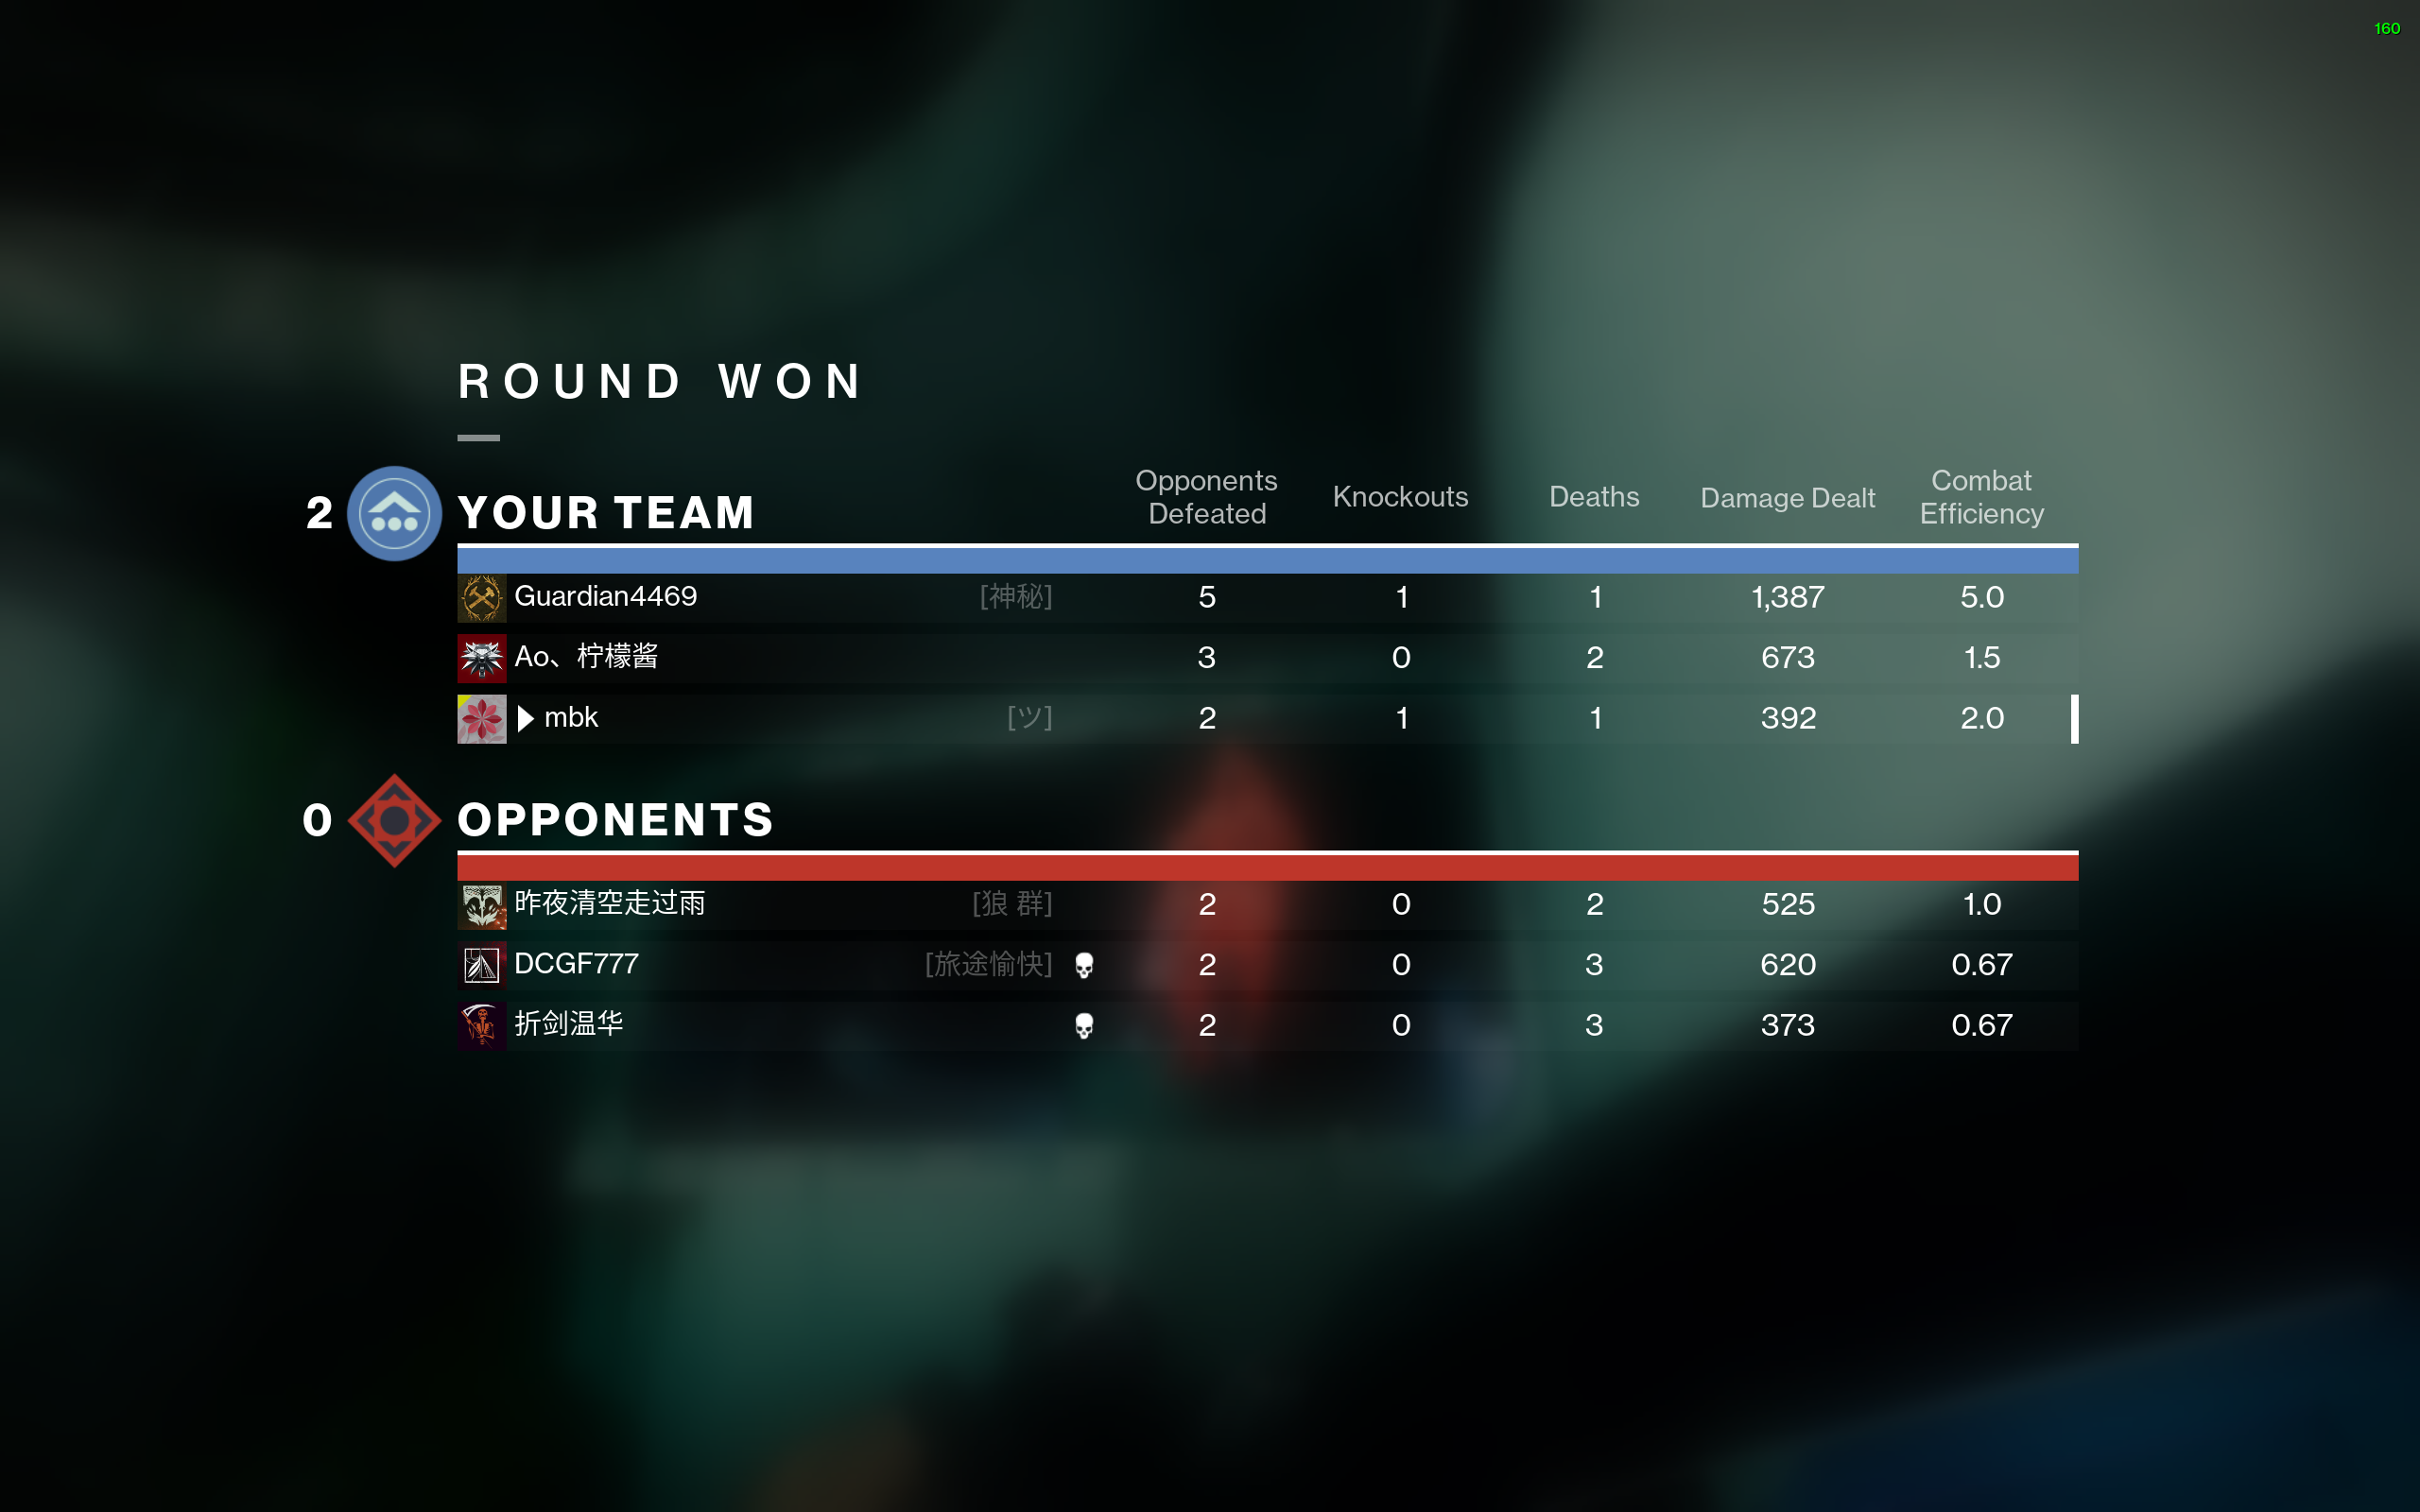 160
ROUND WON
2 YOUR TEAM Opponents Defeated Knockouts Deaths Damage Dealt Combat Efficiency
Guardian4469 [神秘] 5 1 1 1,387 5.0
Ao、柠檬酱 3 0 2 673 1.5
mbk [ツ] 2 1 1 392 2.0
0 OPPONENTS
昨夜清空走过雨 [狼 群] 2 0 2 525 1.0
DCGF777 [旅途愉快] 2 0 3 620 0.67
折剑温华 2 0 3 373 0.67